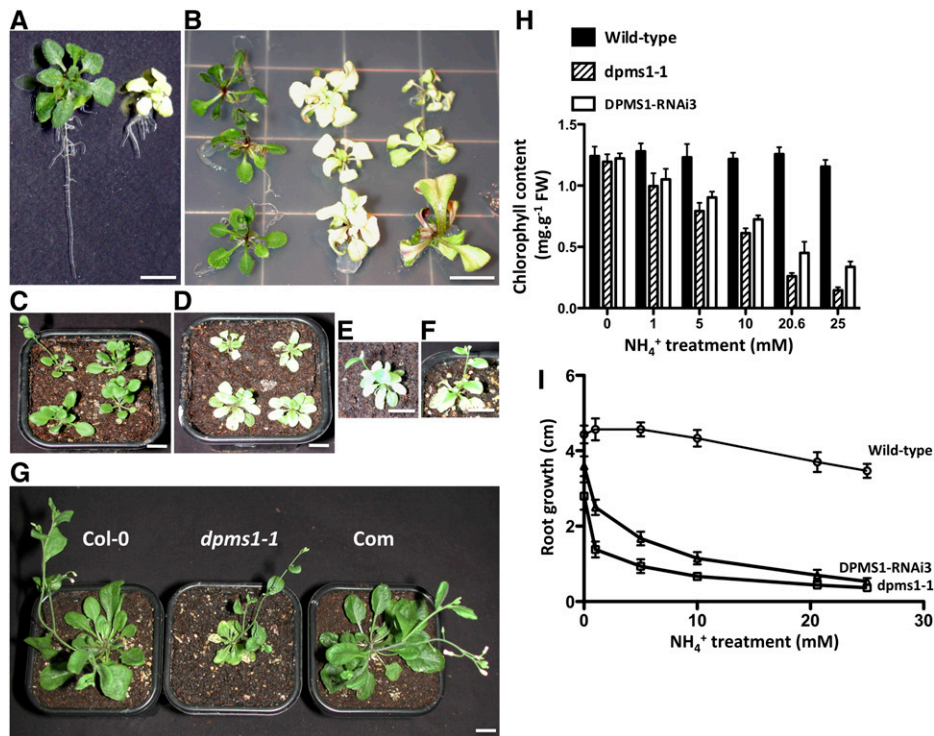 A
B
C
D
E
F
G
Col-0
dpms1-1
Com
H
Wild-type
dpms1-1
DPMS1-RNAi3
Chlorophyll content
(mg.g⁻¹ FW)
1.5
1.0
0.5
0.0
0 1 5 10 20.6 25
NH₄⁺ treatment (mM)
I
Root growth (cm)
6
4
2
0
Wild-type
DPMS1-RNAi3
dpms1-1
0 10 20 30
NH₄⁺ treatment (mM)